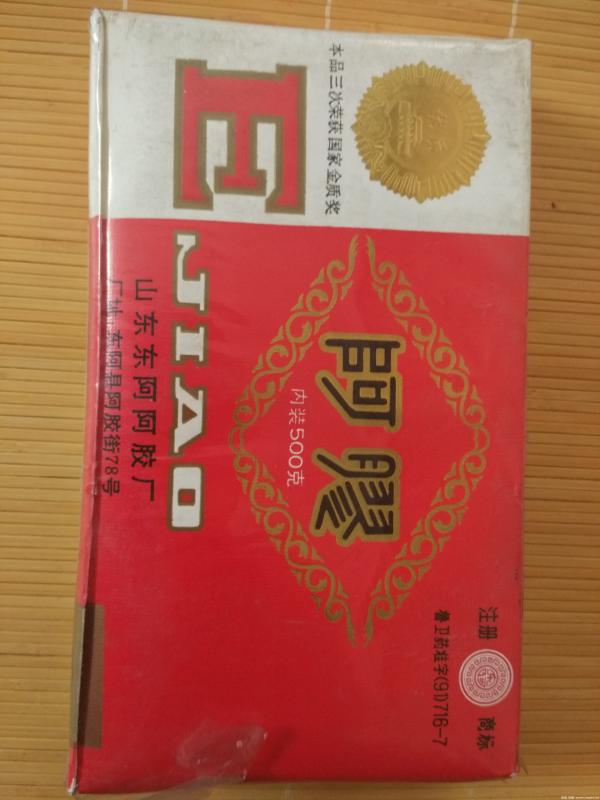 本品三次荣获国家金质奖
EJIAO
阿膠
内装500克
山东东阿阿胶厂
厂址:东阿县阿胶街78号
注册 商标
鲁卫药准字(91)716-7